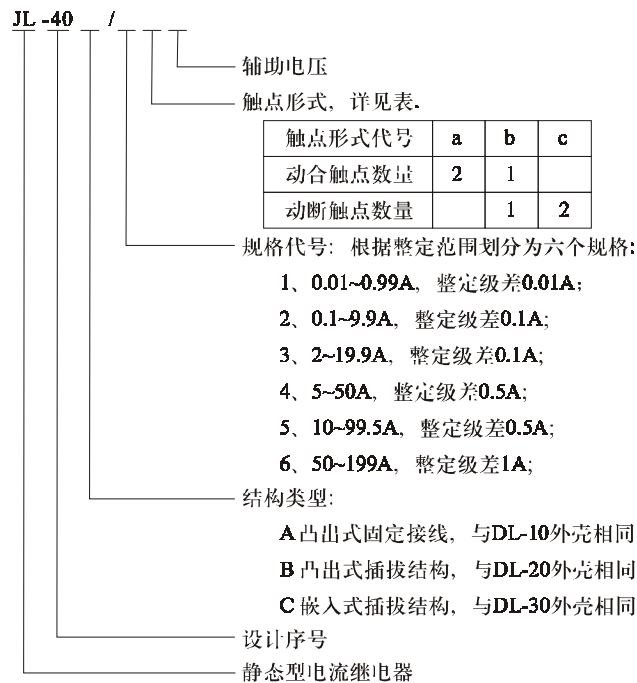 JL -40 /
辅助电压
触点形式，详见表.
触点形式代号 a b c
动合触点数量 2 1
动断触点数量 1 2
规格代号：根据整定范围划分为六个规格:
1、0.01~0.99A，整定级差0.01A;
2、0.1~9.9A，整定级差0.1A;
3、2~19.9A，整定级差0.1A;
4、5~50A，整定级差0.5A;
5、10~99.5A，整定级差0.5A;
6、50~199A，整定级差1A;
结构类型:
A 凸出式固定接线，与DL-10外壳相同
B 凸出式插拔结构，与DL-20外壳相同
C 嵌入式插拔结构，与DL-30外壳相同
设计序号
静态型电流继电器